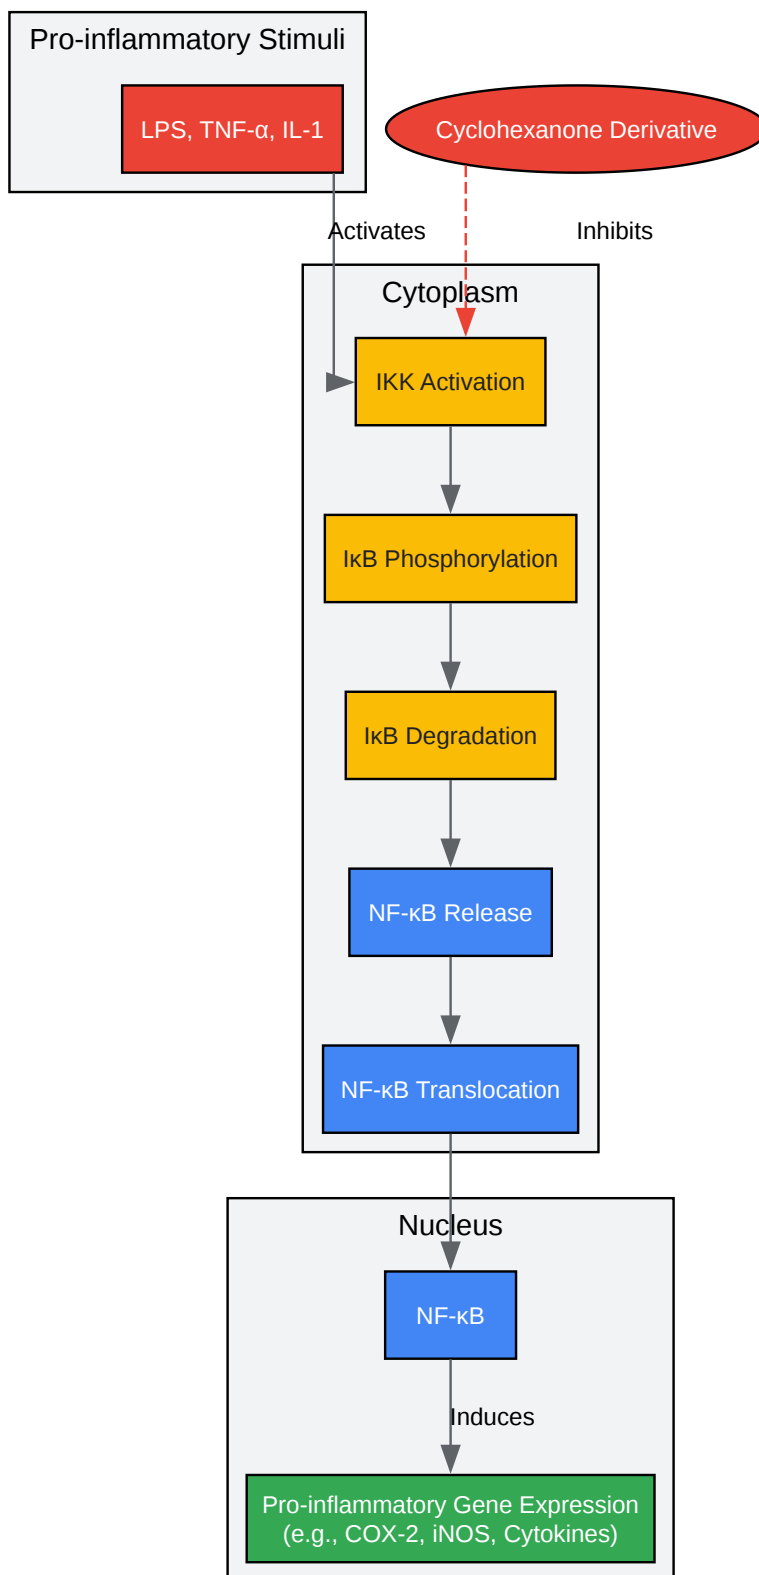 Pro-inflammatory Stimuli
LPS, TNF-α, IL-1
Cyclohexanone Derivative
Activates
Inhibits
Cytoplasm
IKK Activation
IκB Phosphorylation
IκB Degradation
NF-κB Release
NF-κB Translocation
Nucleus
NF-κB
Induces
Pro-inflammatory Gene Expression
(e.g., COX-2, iNOS, Cytokines)